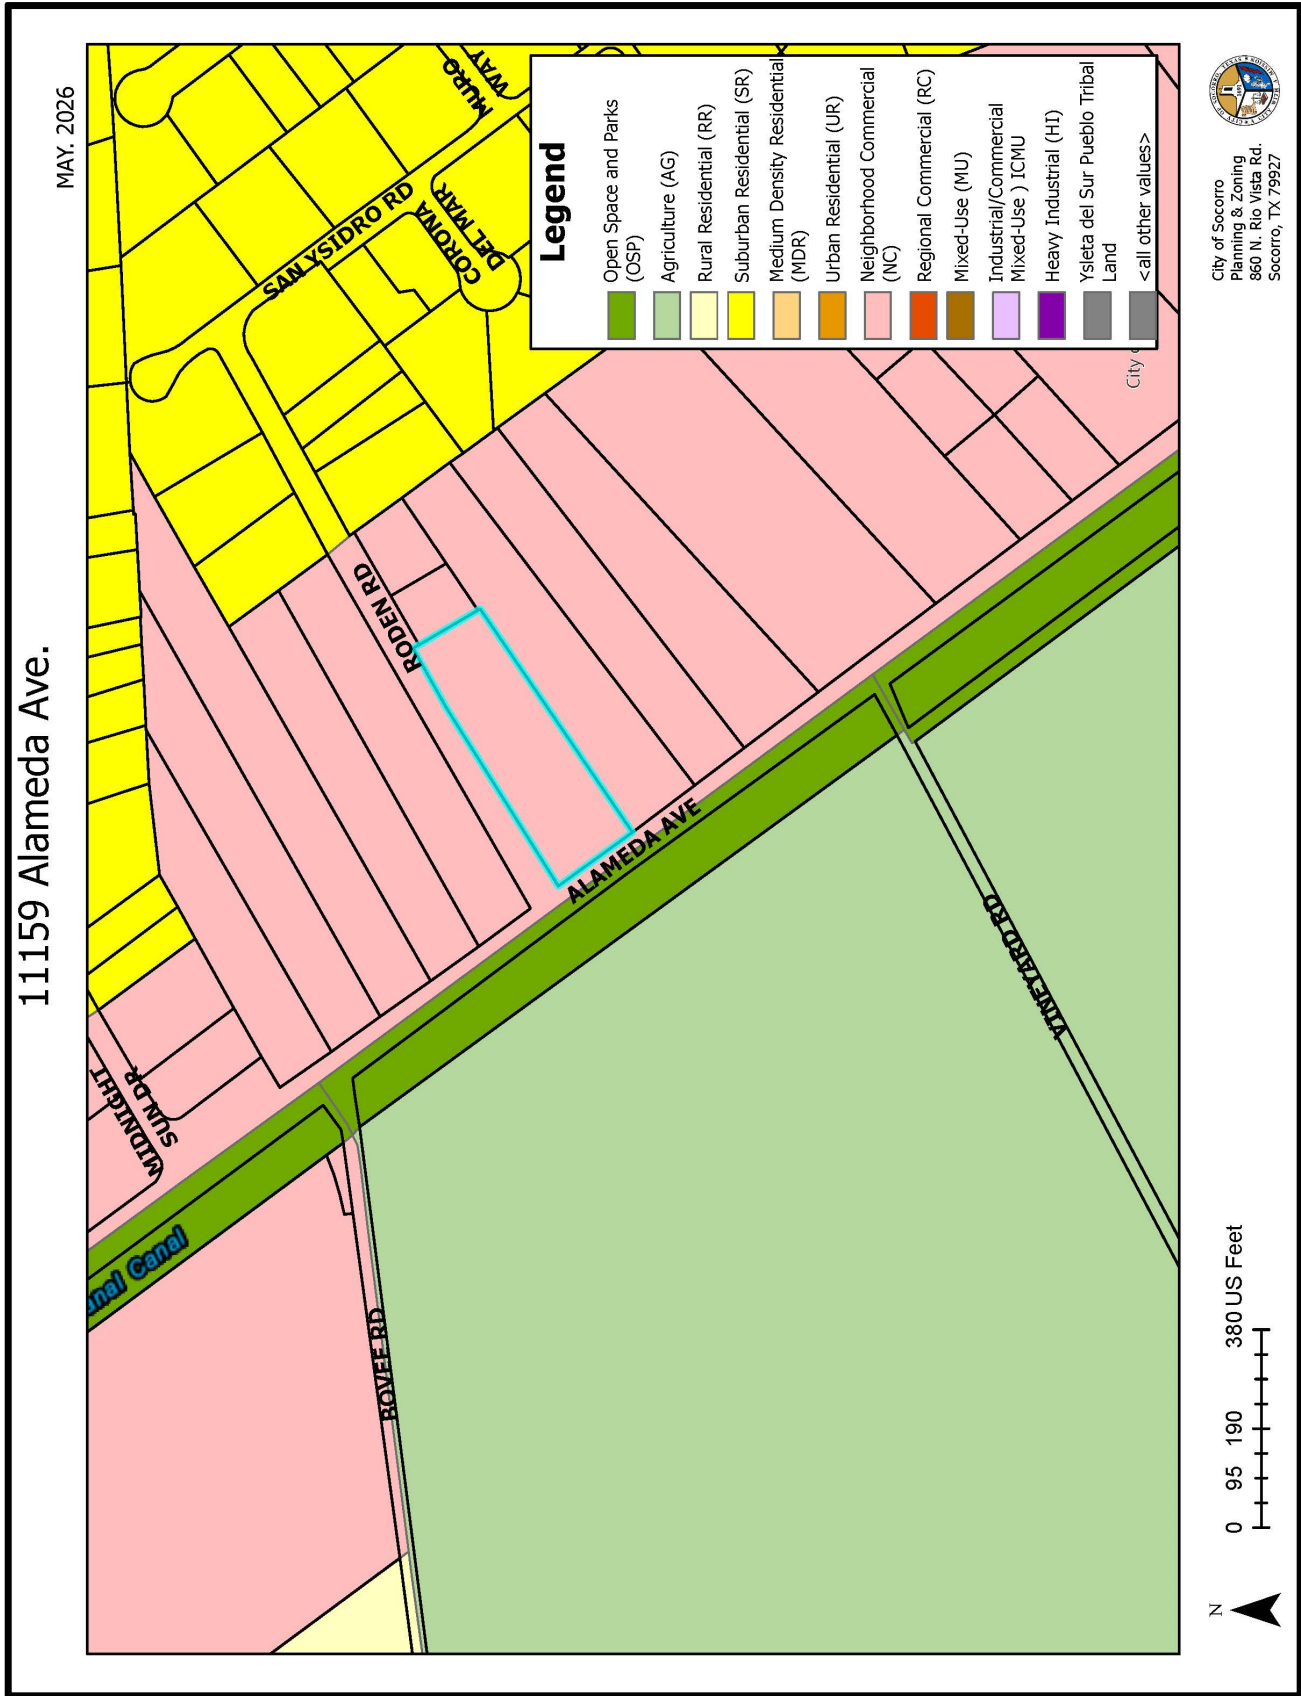 11159 Alameda Ave.
MAY. 2026
MURO
WAY
SAN YSIDRO RD
CORONA
DEL MAR
RODEN RD
MIDNIGHT
SUN DR
ALAMEDA AVE
VINEYARD RD
BOVEE RD
Canal
City
Legend
Open Space and Parks
(OSP)
Agriculture (AG)
Rural Residential (RR)
Suburban Residential (SR)
Medium Density Residential
(MDR)
Urban Residential (UR)
Neighborhood Commercial
(NC)
Regional Commercial (RC)
Mixed-Use (MU)
Industrial/Commercial
Mixed-Use ) ICMU
Heavy Industrial (HI)
Ysleta del Sur Pueblo Tribal
Land
<all other values>
N
0 95 190 380 US Feet
City of Socorro
Planning & Zoning
860 N. Rio Vista Rd.
Socorro, TX 79927